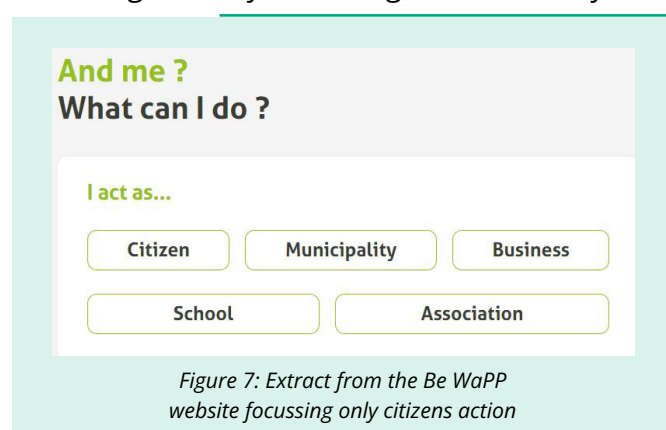 And me ?
What can I do ?
I act as...
Citizen Municipality Business
School Association
Figure 7: Extract from the Be WaPP
website focussing only citizens action